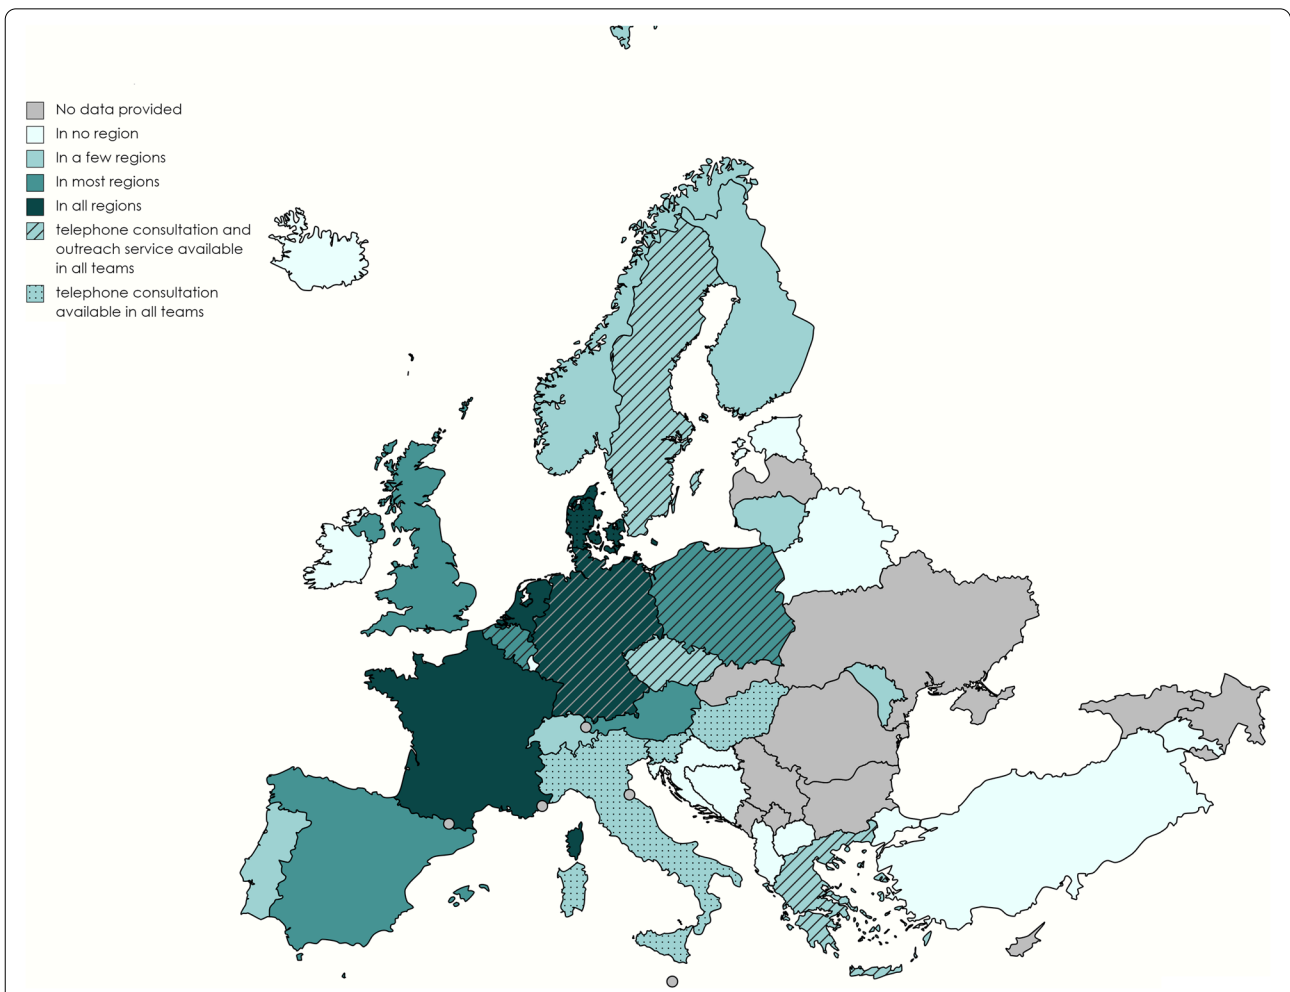 No data provided
In no region
In a few regions
In most regions
In all regions
telephone consultation and
outreach service available
in all teams
telephone consultation
available in all teams